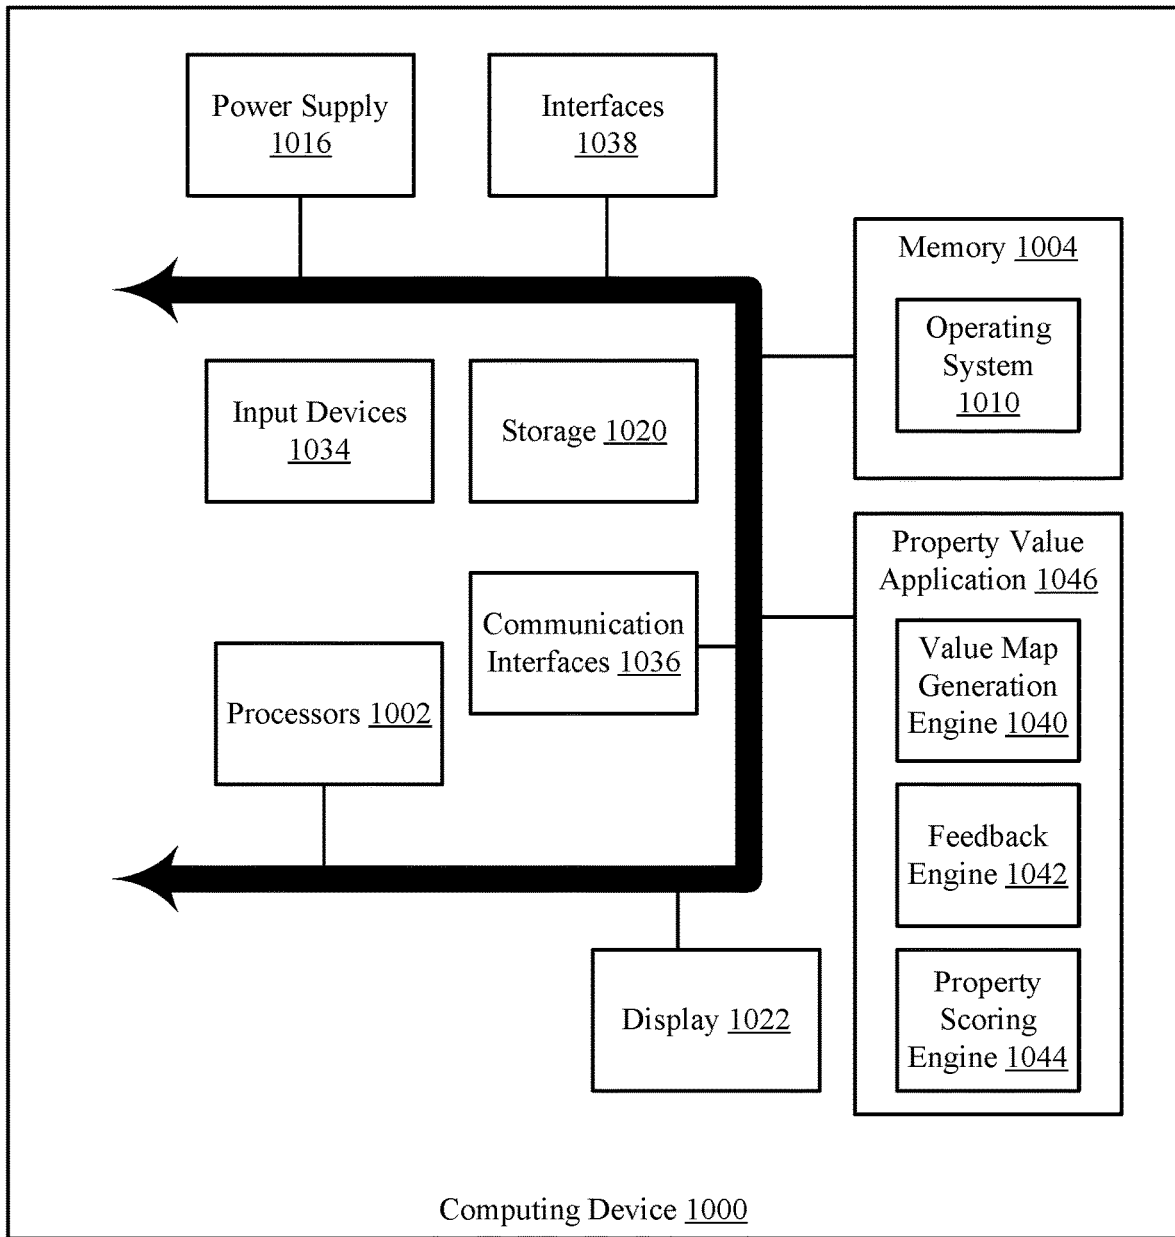 Power Supply
1016
Interfaces
1038
Memory 1004
Operating
System
1010
Input Devices
1034
Storage 1020
Property Value
Application 1046
Communication
Interfaces 1036
Value Map
Generation
Engine 1040
Processors 1002
Feedback
Engine 1042
Display 1022
Property
Scoring
Engine 1044
Computing Device 1000